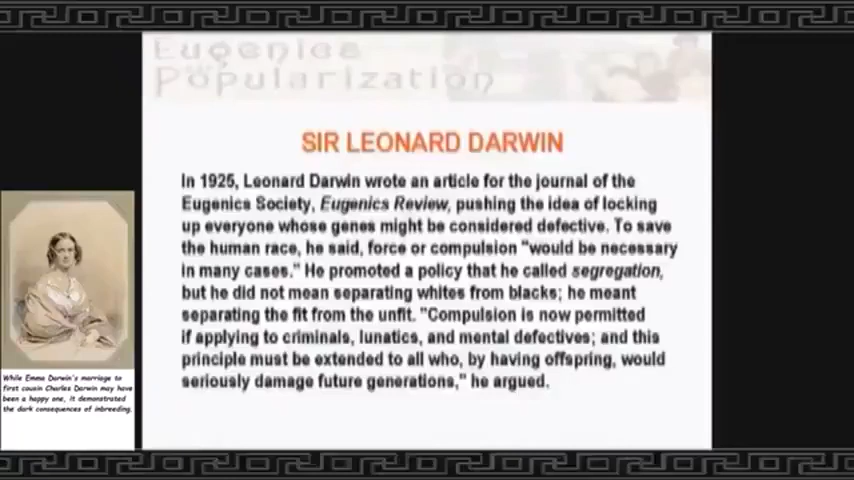 Eugenics
Popularization
SIR LEONARD DARWIN
In 1925, Leonard Darwin wrote an article for the journal of the
Eugenics Society, Eugenics Review, pushing the idea of locking
up everyone whose genes might be considered defective. To save
the human race, he said, force or compulsion "would be necessary
in many cases." He promoted a policy that he called segregation,
but he did not mean separating whites from blacks; he meant
separating the fit from the unfit. "Compulsion is now permitted
if applying to criminals, lunatics, and mental defectives; and this
principle must be extended to all who, by having offspring, would
seriously damage future generations," he argued.
While Emma Darwin's marriage to
first cousin Charles Darwin may have
been a happy one, it demonstrated
the dark consequences of inbreeding.